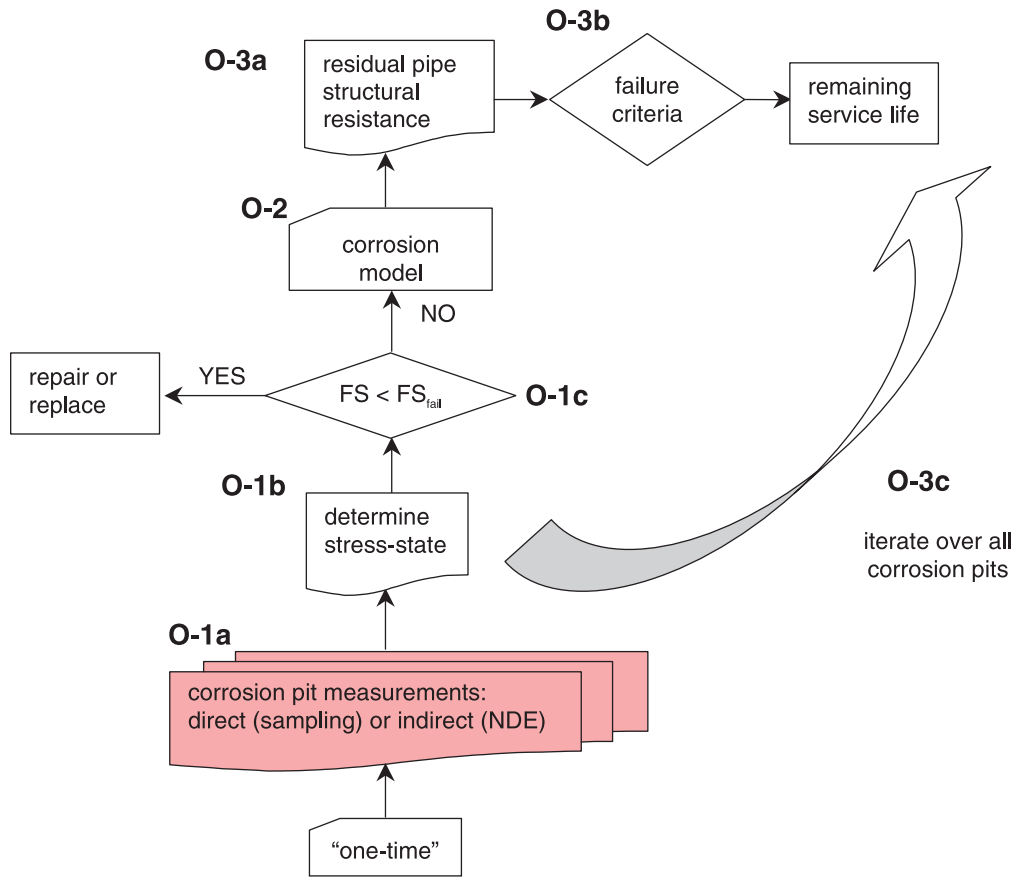 O-3b
O-3a
residual pipe
structural
resistance
failure
criteria
remaining
service life
O-2
corrosion
model
NO
repair or
replace
YES
FS < FSfail
O-1c
O-1b
determine
stress-state
O-3c
iterate over all
corrosion pits
O-1a
corrosion pit measurements:
direct (sampling) or indirect (NDE)
“one-time”